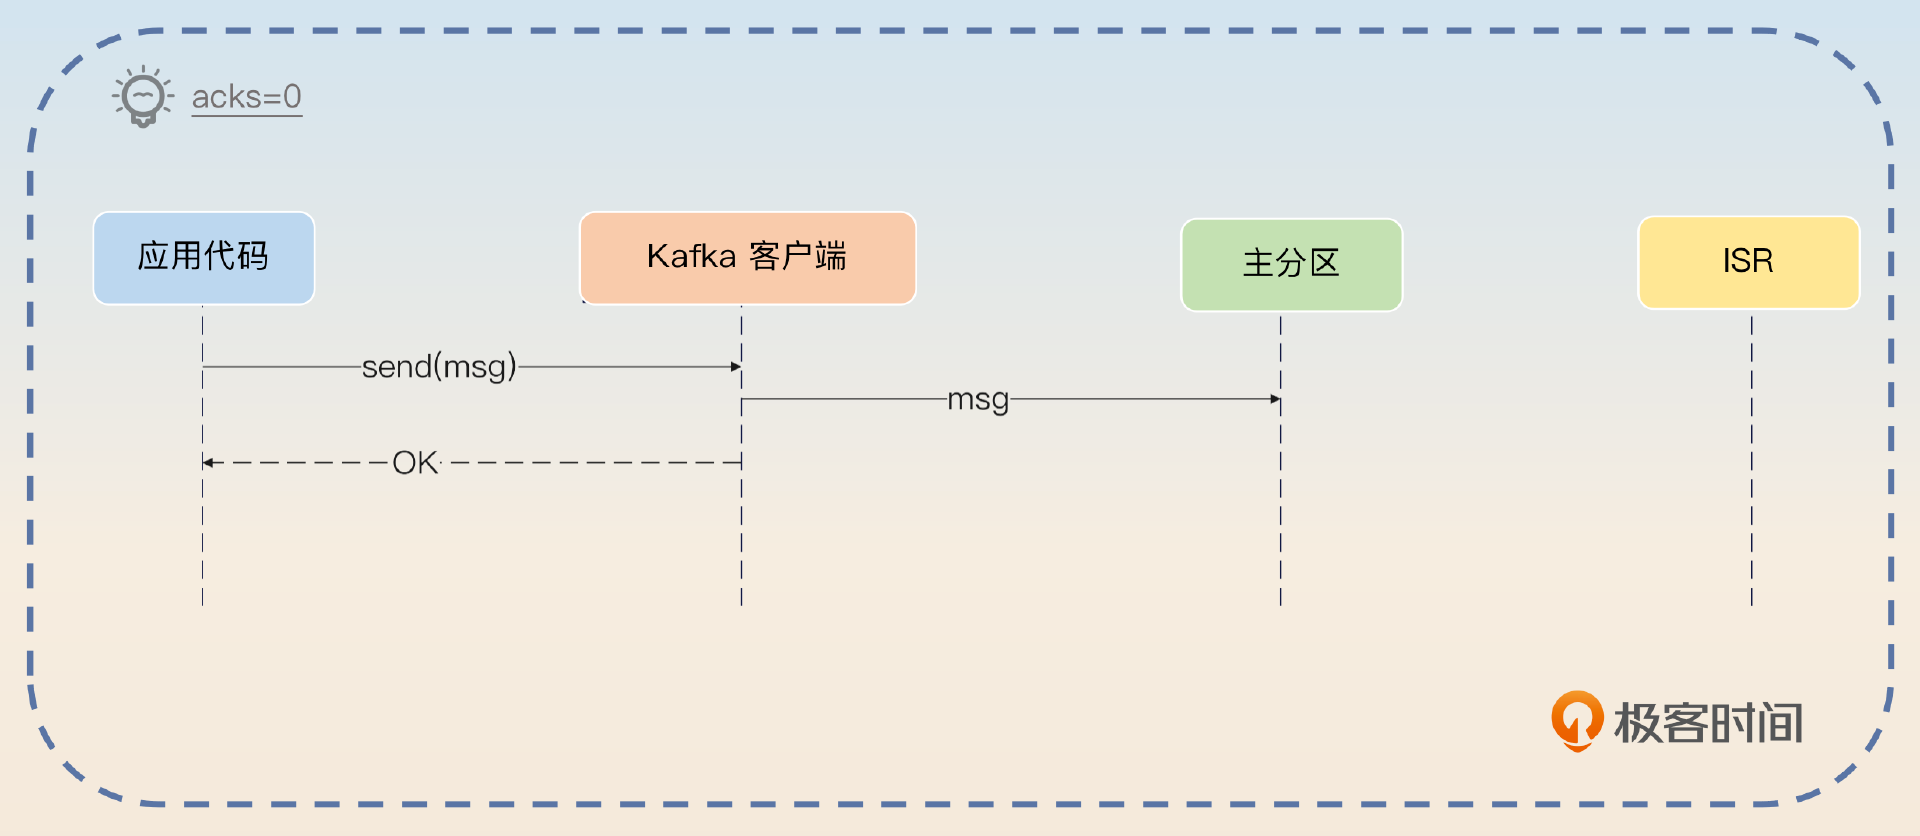 acks=0
应用代码
Kafka 客户端
主分区
ISR
send(msg)
msg
OK
极客时间